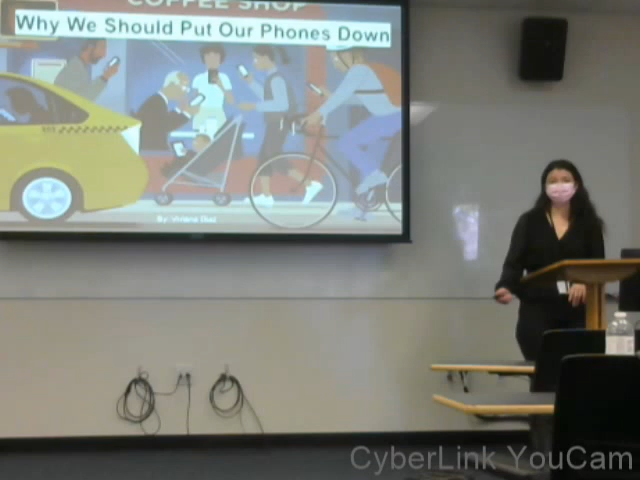 COFFEE SHOP
Why We Should Put Our Phones Down
By: Viviana Diaz
CyberLink YouCam